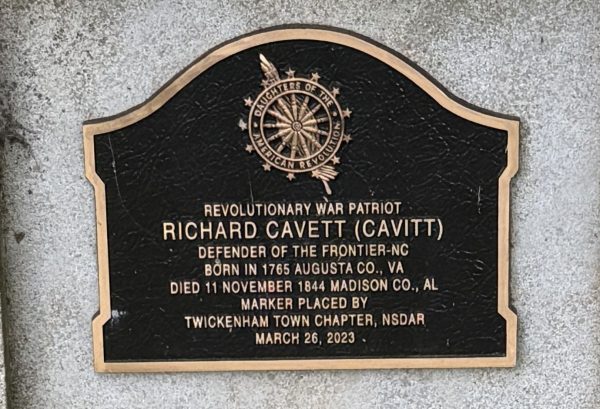 DAUGHTERS OF THE
AMERICAN REVOLUTION
REVOLUTIONARY WAR PATRIOT
RICHARD CAVETT (CAVITT)
DEFENDER OF THE FRONTIER-NC
BORN IN 1765 AUGUSTA CO., VA
DIED 11 NOVEMBER 1844 MADISON CO., AL
MARKER PLACED BY
TWICKENHAM TOWN CHAPTER, NSDAR
MARCH 26, 2023